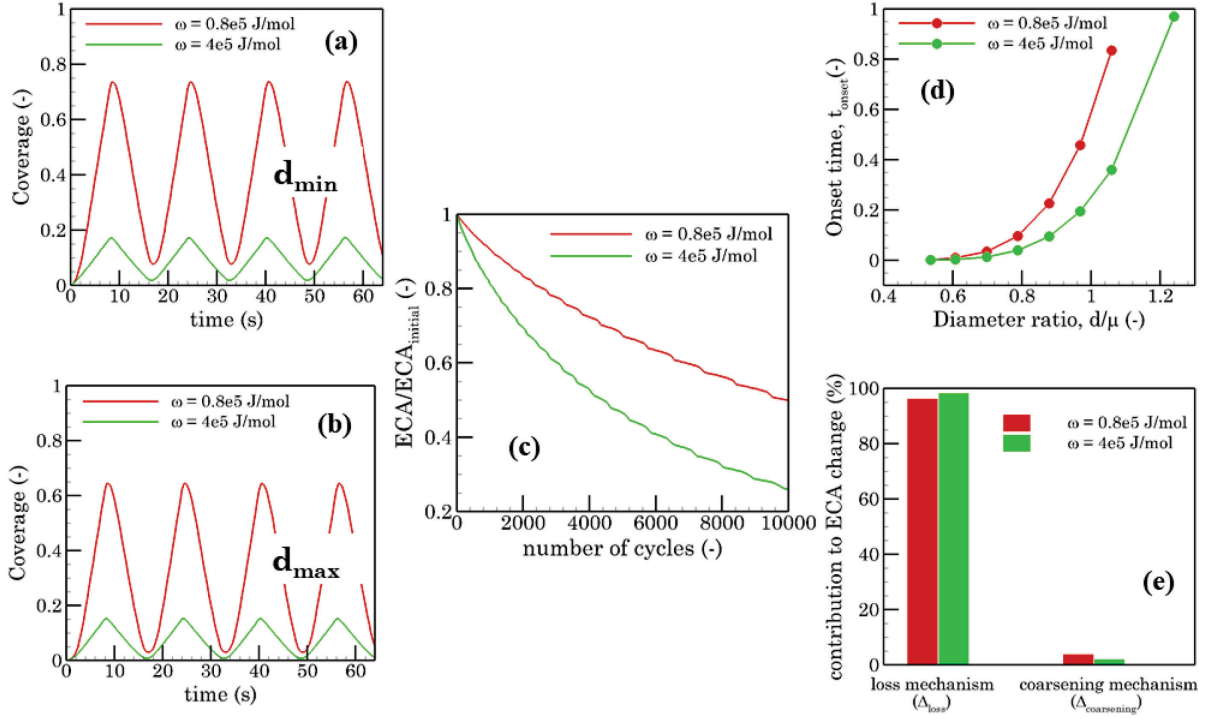 1
0.8
0.6
0.4
0.2
0
Coverage (-)
ω = 0.8e5 J/mol
ω = 4e5 J/mol
(a)
d_min
0 10 20 30 40 50 60
time (s)
1
0.8
0.6
0.4
0.2
0
Coverage (-)
ω = 0.8e5 J/mol
ω = 4e5 J/mol
(b)
d_max
0 10 20 30 40 50 60
time (s)
1
0.8
0.6
0.4
0.2
ECA/ECA_initial (-)
ω = 0.8e5 J/mol
ω = 4e5 J/mol
(c)
0 2000 4000 6000 8000 10000
number of cycles (-)
1
0.8
0.6
0.4
0.2
0
Onset time, t_onset(-)
ω = 0.8e5 J/mol
ω = 4e5 J/mol
(d)
0.4 0.6 0.8 1 1.2
Diameter ratio, d/μ (-)
100
80
60
40
20
0
contribution to ECA change (%)
ω = 0.8e5 J/mol
ω = 4e5 J/mol
(e)
loss mechanism
(Δ_loss)
coarsening mechanism
(Δ_coarsening)